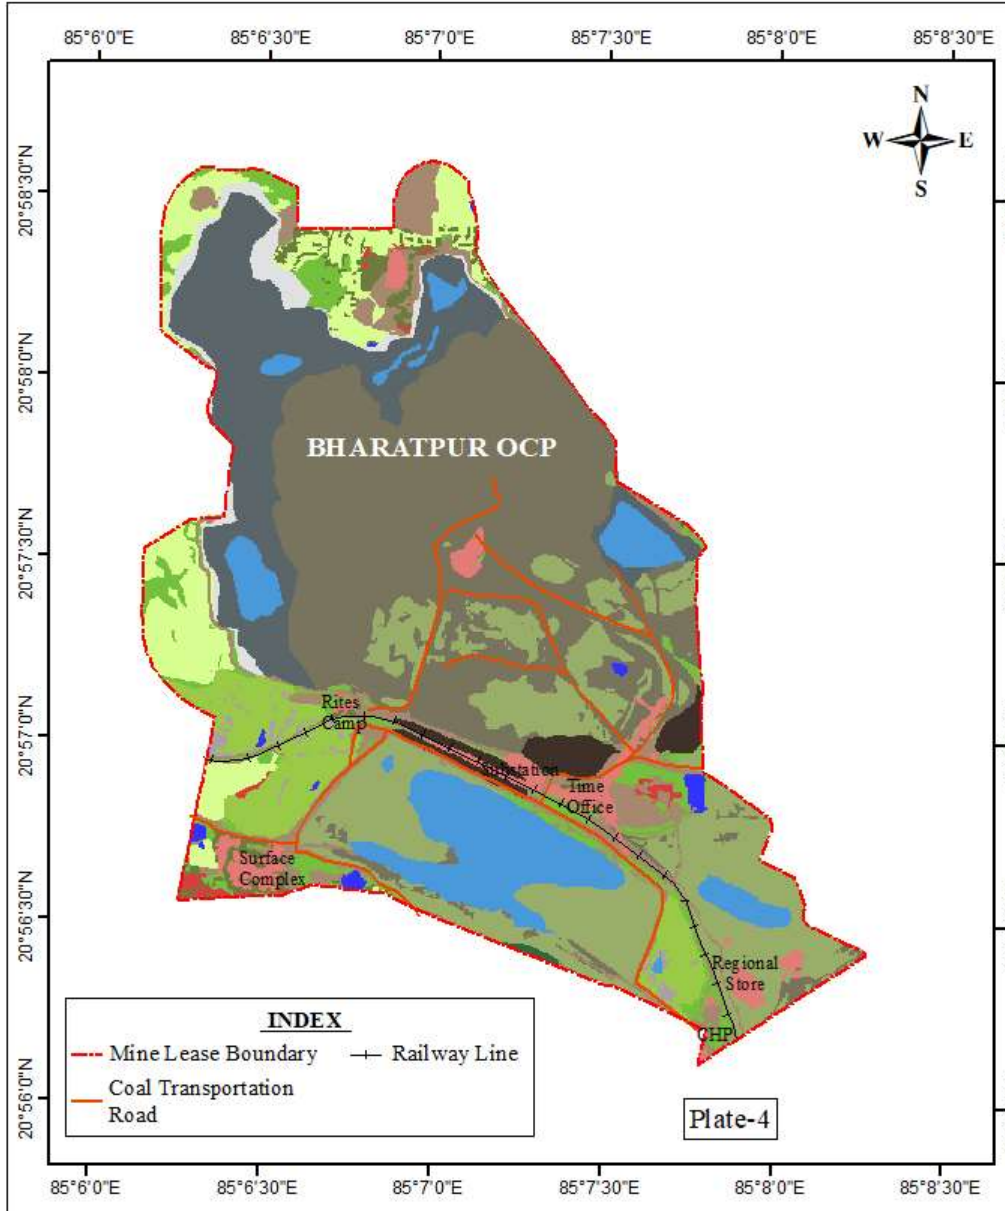 85°6'0"E 85°6'30"E 85°7'0"E 85°7'30"E 85°8'0"E 85°8'30"E
N
W E
S
20°58'30"N
20°58'0"N
BHARATPUR OCP
20°57'30"N
20°57'0"N
Rites
Camp
Substation
Time
Office
Surface
Complex
20°56'30"N
Regional
Store
CHP
INDEX
Mine Lease Boundary
Railway Line
Coal Transportation
Road
20°56'0"N
Plate-4
85°6'0"E 85°6'30"E 85°7'0"E 85°7'30"E 85°8'0"E 85°8'30"E